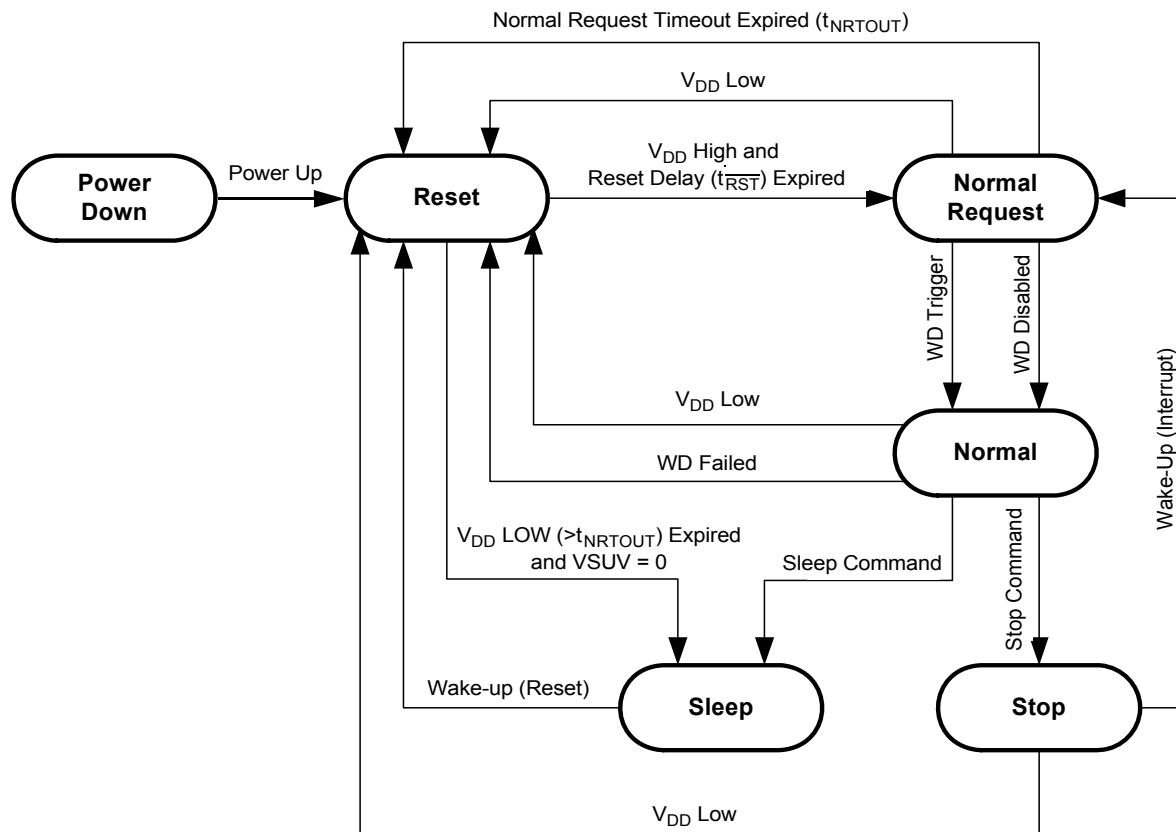 Normal Request Timeout Expired (tNRTOUT)
VDD Low
Power
Down
Power Up
Reset
VDD High and
Reset Delay (tRST) Expired
Normal
Request
WD Trigger
WD Disabled
VDD Low
Normal
WD Failed
Wake-Up (Interrupt)
VDD LOW (>tNRTOUT) Expired
and VSUV = 0
Sleep Command
Stop Command
Wake-up (Reset)
Sleep
Stop
VDD Low